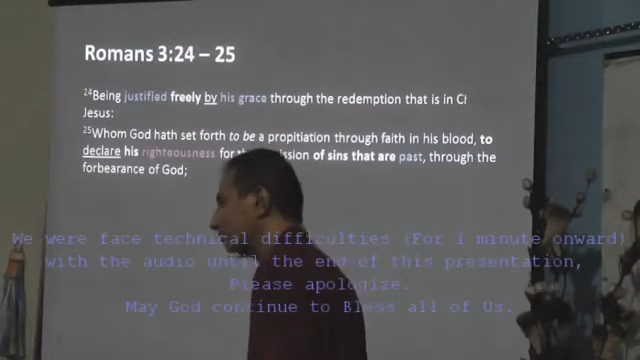 Romans 3:24 – 25
24Being justified freely by his grace through the redemption that is in
Jesus:
25Whom God hath set forth to be a propitiation through faith in his blood, to
declare his righteousness for of sins that are past, through the
forbearance of God;
We were face technical difficulties (For 1 minute onward)
with the audio until the end of this presentation,
Please apologize.
May God continue to Bless all of Us.